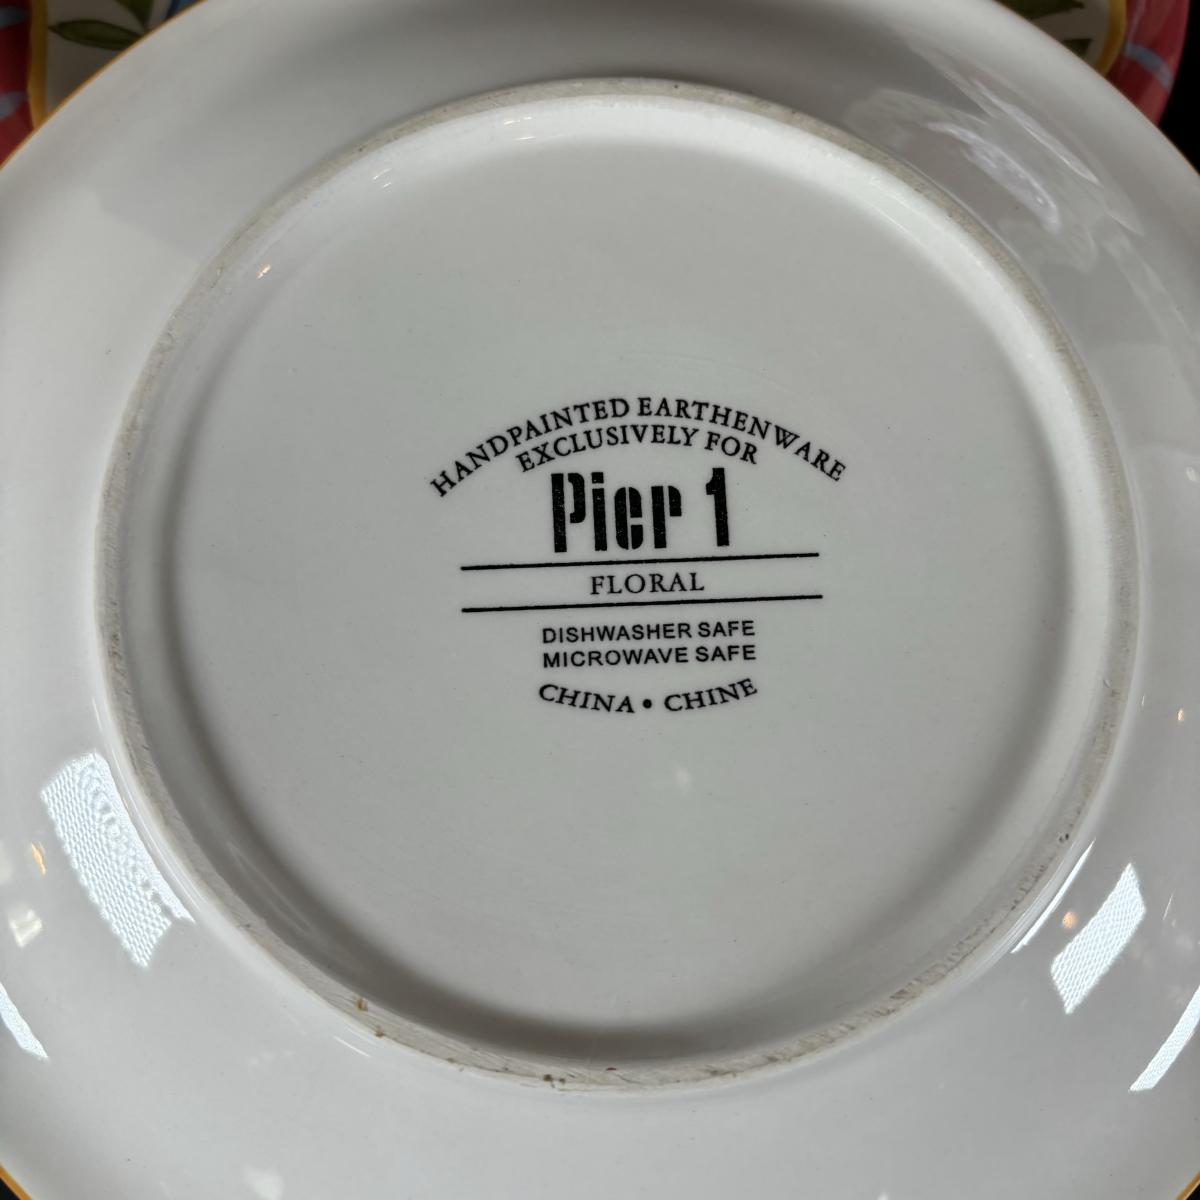 HANDPAINTED EARTHENWARE
EXCLUSIVELY FOR
Pier 1
FLORAL
DISHWASHER SAFE
MICROWAVE SAFE
CHINA • CHINE